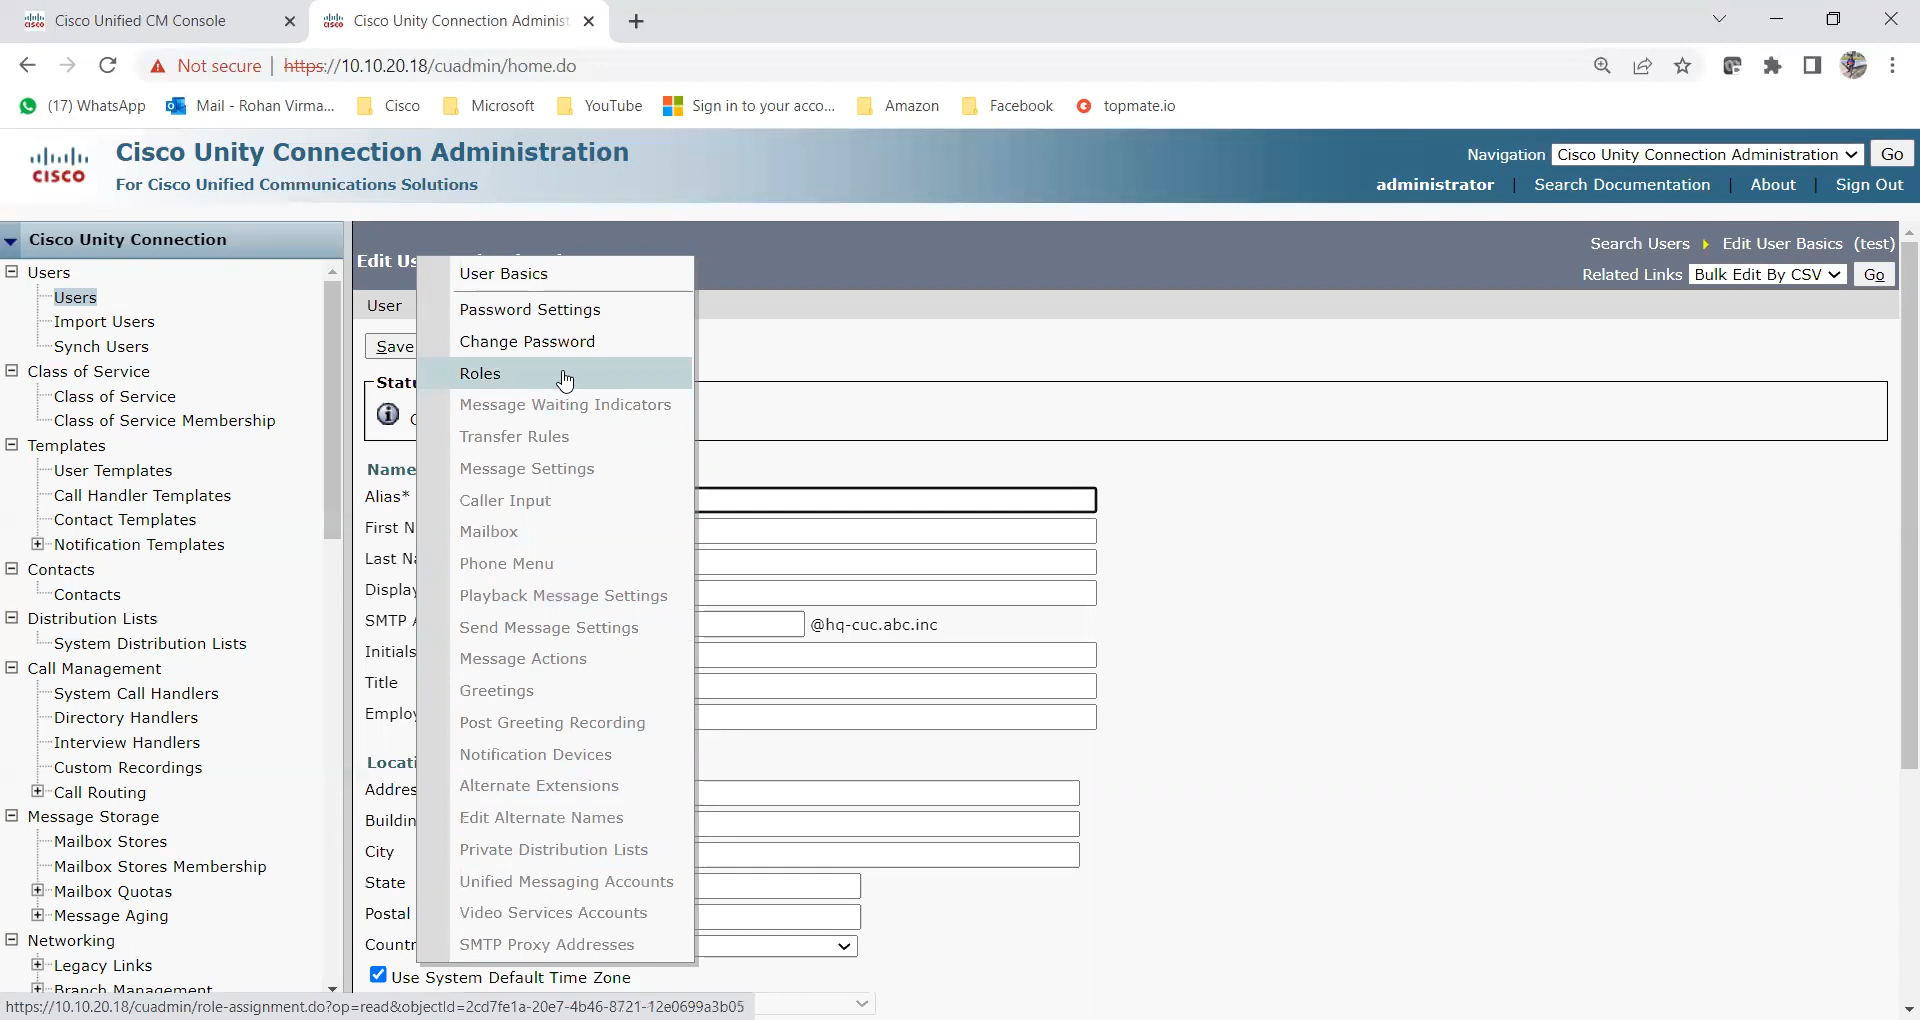 Cisco Unified CM Console
Cisco Unity Connection Administ
Not secure | https://10.10.20.18/cuadmin/home.do
(17) WhatsApp
Mail - Rohan Virma...
Cisco
Microsoft
YouTube
Sign in to your acco...
Amazon
Facebook
topmate.io
CISCO
Cisco Unity Connection Administration
For Cisco Unified Communications Solutions
Navigation Cisco Unity Connection Administration Go
administrator | Search Documentation | About | Sign Out
Cisco Unity Connection
Users
Users
Import Users
Synch Users
Class of Service
Class of Service
Class of Service Membership
Templates
User Templates
Call Handler Templates
Contact Templates
Notification Templates
Contacts
Contacts
Distribution Lists
System Distribution Lists
Call Management
System Call Handlers
Directory Handlers
Interview Handlers
Custom Recordings
Call Routing
Message Storage
Mailbox Stores
Mailbox Stores Membership
Mailbox Quotas
Message Aging
Networking
Legacy Links
Branch Management
Edit Us
Search Users Edit User Basics (test)
Related Links Bulk Edit By CSV Go
User
Save
Statu
Name
Alias*
First N
Last Na
Display
SMTP A
@hq-cuc.abc.inc
Initials
Title
Employ
Locati
Addres
Buildin
City
State
Postal
Countr
Use System Default Time Zone
User Basics
Password Settings
Change Password
Roles
Message Waiting Indicators
Transfer Rules
Message Settings
Caller Input
Mailbox
Phone Menu
Playback Message Settings
Send Message Settings
Message Actions
Greetings
Post Greeting Recording
Notification Devices
Alternate Extensions
Edit Alternate Names
Private Distribution Lists
Unified Messaging Accounts
Video Services Accounts
SMTP Proxy Addresses
https://10.10.20.18/cuadmin/role-assignment.do?op=read&objectId=2cd7fe1a-20e7-4b46-8721-12e0699a3b05